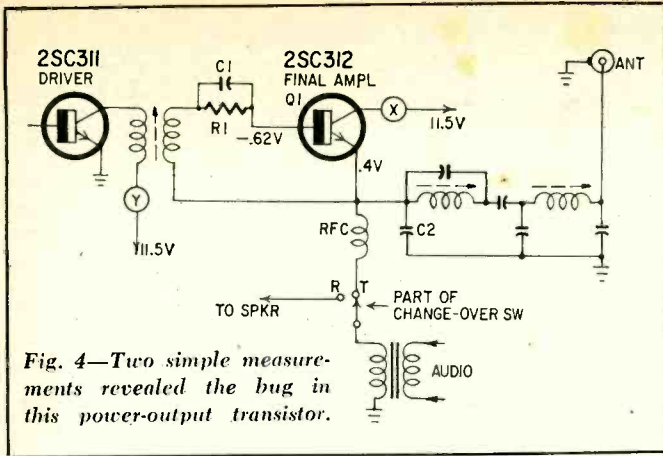 2SC311
DRIVER
C1
R1
2SC312
FINAL AMPL
Q1
-.62V
X
11.5V
ANT
.4V
Y
11.5V
RFC
C2
R T
TO SPKR
PART OF
CHANGE-OVER SW
AUDIO
Fig. 4—Two simple measure-
ments revealed the bug in
this power-output transistor.